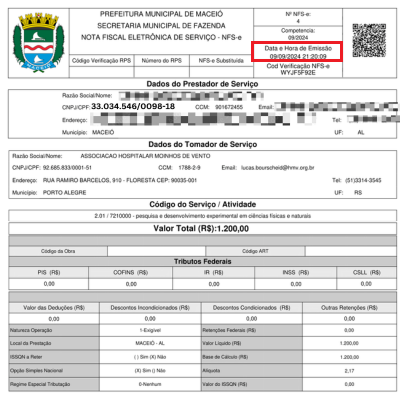 PREFEITURA MUNICIPAL DE MACEIÓ
SECRETARIA MUNICIPAL DE FAZENDA
NOTA FISCAL ELETRÔNICA DE SERVIÇO - NFS-e
Nº NFS-e:
4
Competencia:
09/2024
Data e Hora de Emissão
09/09/2024 21:20:09
Código Verificação RPS Número do RPS NFS-e Substituída
Cod Verificação NFS-e
WYJF5F92E
MACEIÓ
Dados do Prestador de Serviço
Razão Social/Nome:
CNPJ/CPF: 33.034.546/0098-18 CCM: 901672455 Email:
Endereço: Tel:
Município: MACEIÓ UF: AL
Dados do Tomador de Serviço
Razão Social/Nome: ASSOCIACAO HOSPITALAR MOINHOS DE VENTO
CNPJ/CPF: 92.685.833/0001-51 CCM: 1788-2-9 Email: lucas.bourscheid@hmv.org.br
Endereço: RUA RAMIRO BARCELOS, 910 - FLORESTA CEP: 90035-001 Tel: (51)3314-3545
Município: PORTO ALEGRE UF: RS
Código do Serviço / Atividade
2.01 / 7210000 - pesquisa e desenvolvimento experimental em ciências físicas e naturais
Valor Total (R$):1.200,00
Código da Obra Código ART
Tributos Federais
PIS (R$) COFINS (R$) IR (R$) INSS (R$) CSLL (R$)
0,00 0,00 0,00 0,00 0,00
Valor das Deduções (R$) Descontos Incondicionados (R$) Descontos Condicionados (R$) Outras Retenções (R$)
0,00 0,00 0,00 0,00
Natureza Operação 1-Exigível Retenções Federais (R$) 0,00
Local da Prestação MACEIO - AL Valor Líquido (R$) 1.200,00
ISSQN a Reter ( ) Sim (X) Não Base de Cálculo (R$) 1.200,00
Opção Simples Nacional (X) Sim ( ) Não Alíquota 2,17
Regime Especial Tributação 0-Nenhum Valor do ISSQN (R$) 0,00